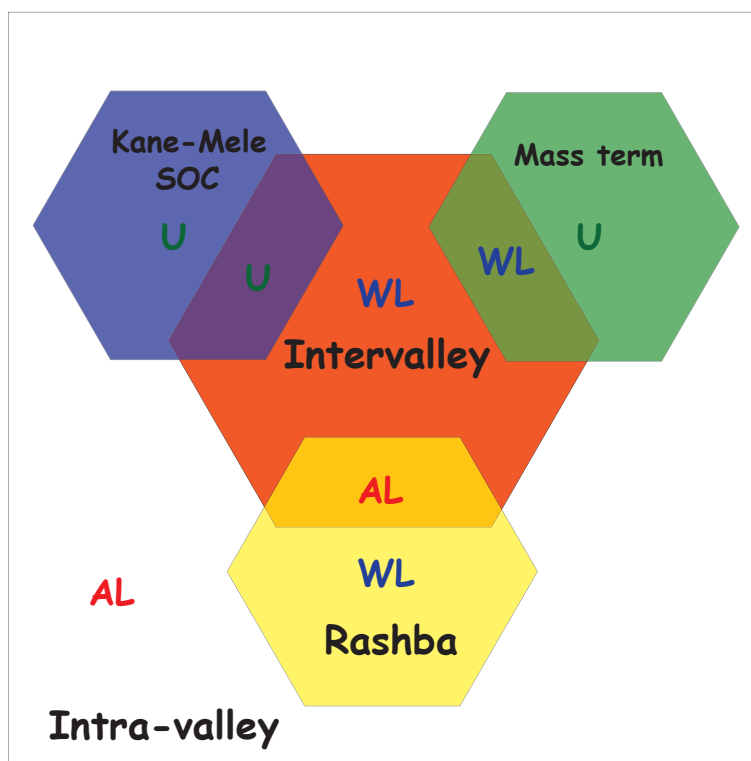 Kane-Mele
SOC
Mass term
U
U
U
WL
WL
Intervalley
AL
WL
AL
Rashba
Intra-valley